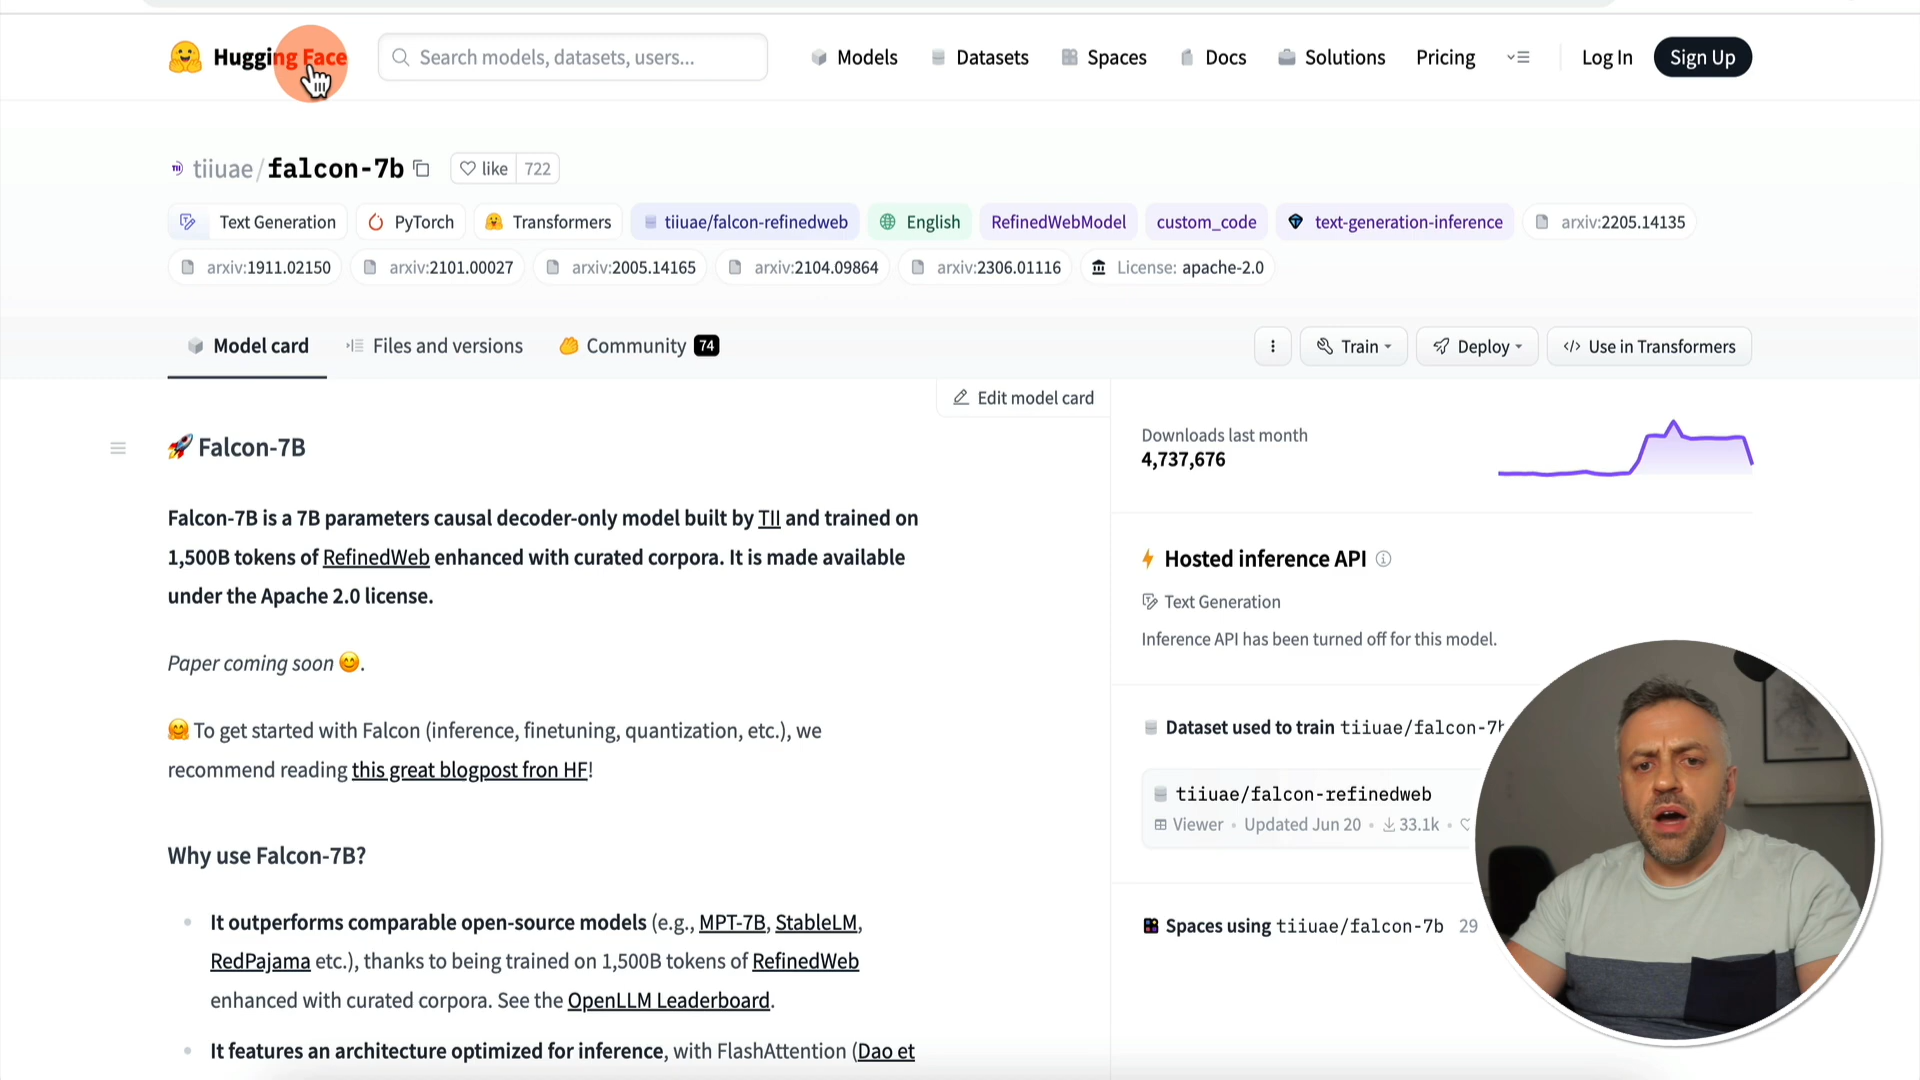 Hugging Face
Search models, datasets, users...
Models
Datasets
Spaces
Docs
Solutions
Pricing
Log In
Sign Up
tiiuae/falcon-7b
like
722
Text Generation
PyTorch
Transformers
tiiuae/falcon-refinedweb
English
RefinedWebModel
custom_code
text-generation-inference
arxiv:2205.14135
arxiv:1911.02150
arxiv:2101.00027
arxiv:2005.14165
arxiv:2104.09864
arxiv:2306.01116
License: apache-2.0
Model card
Files and versions
Community 74
Train
Deploy
</> Use in Transformers
Edit model card
🚀 Falcon-7B
Falcon-7B is a 7B parameters causal decoder-only model built by TII and trained on
1,500B tokens of RefinedWeb enhanced with curated corpora. It is made available
under the Apache 2.0 license.
Paper coming soon 😊.
🤗 To get started with Falcon (inference, finetuning, quantization, etc.), we
recommend reading this great blogpost fron HF!
Why use Falcon-7B?
• It outperforms comparable open-source models (e.g., MPT-7B, StableLM,
RedPajama etc.), thanks to being trained on 1,500B tokens of RefinedWeb
enhanced with curated corpora. See the OpenLLM Leaderboard.
• It features an architecture optimized for inference, with FlashAttention (Dao et
Downloads last month
4,737,676
⚡ Hosted inference API
Text Generation
Inference API has been turned off for this model.
Dataset used to train tiiuae/falcon-7b
tiiuae/falcon-refinedweb
Viewer • Updated Jun 20 • 33.1k •
Spaces using tiiuae/falcon-7b 29